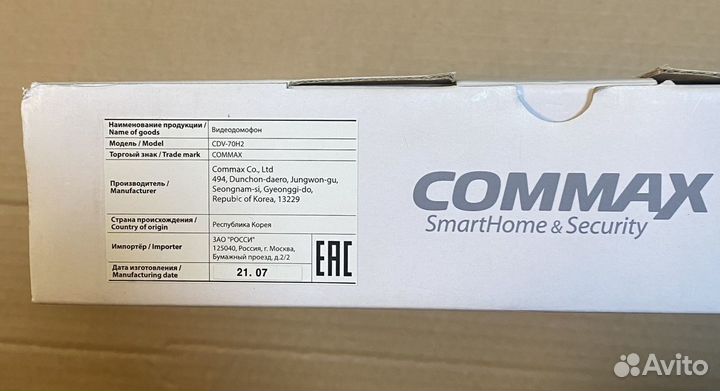 Наименование продукции /
Name of goods
Видеодомофон
Модель / Model
CDV-70H2
Торговый знак / Trade mark
COMMAX
Производитель /
Manufacturer
Commax Co., Ltd
494, Dunchon-daero, Jungwon-gu,
Seongnam-si, Gyeonggi-do,
Republic of Korea, 13229
Страна происхождения /
Country of origin
Республика Корея
Импортёр / Importer
ЗАО "РОССИ"
125040, Россия, г. Москва,
Бумажный проезд, д.2/2
Дата изготовления /
Manufacturing date
21. 07
EAC
COMMAX
SmartHome & Security
Avito